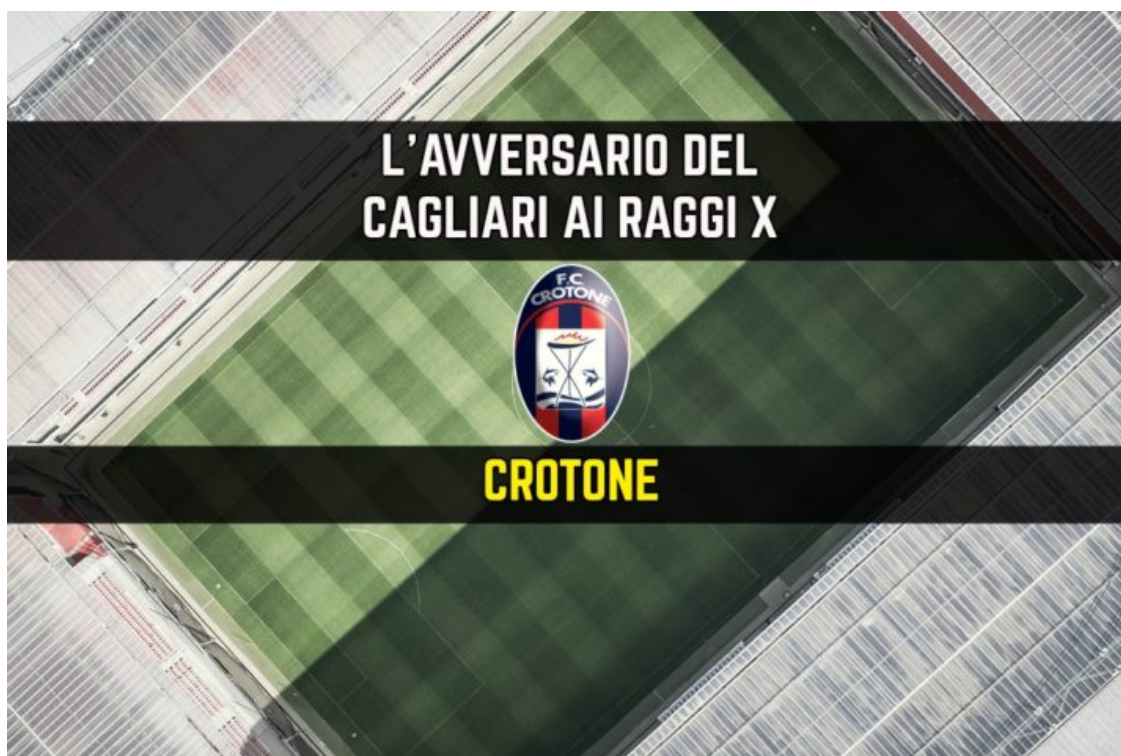 L'AVVERSARIO DEL
CAGLIARI AI RAGGI X
F.C.
CROTONE
CROTONE